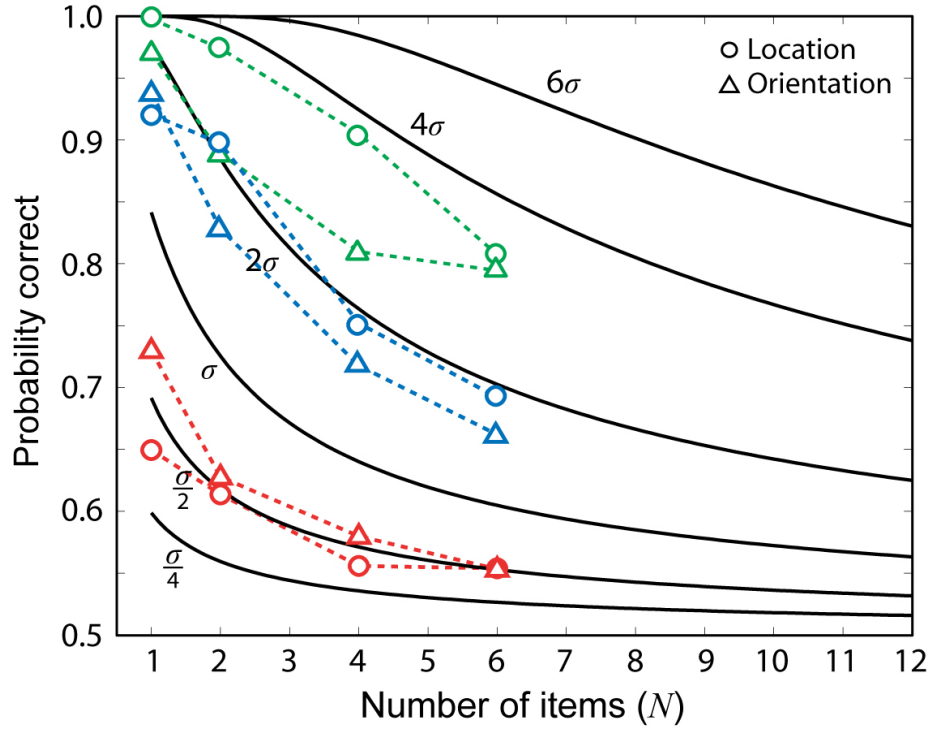 1.0
0.9
0.8
0.7
0.6
0.5
Probability correct
Location
Orientation
6σ
4σ
2σ
σ
σ/2
σ/4
1 2 3 4 5 6 7 8 9 10 11 12
Number of items (N)